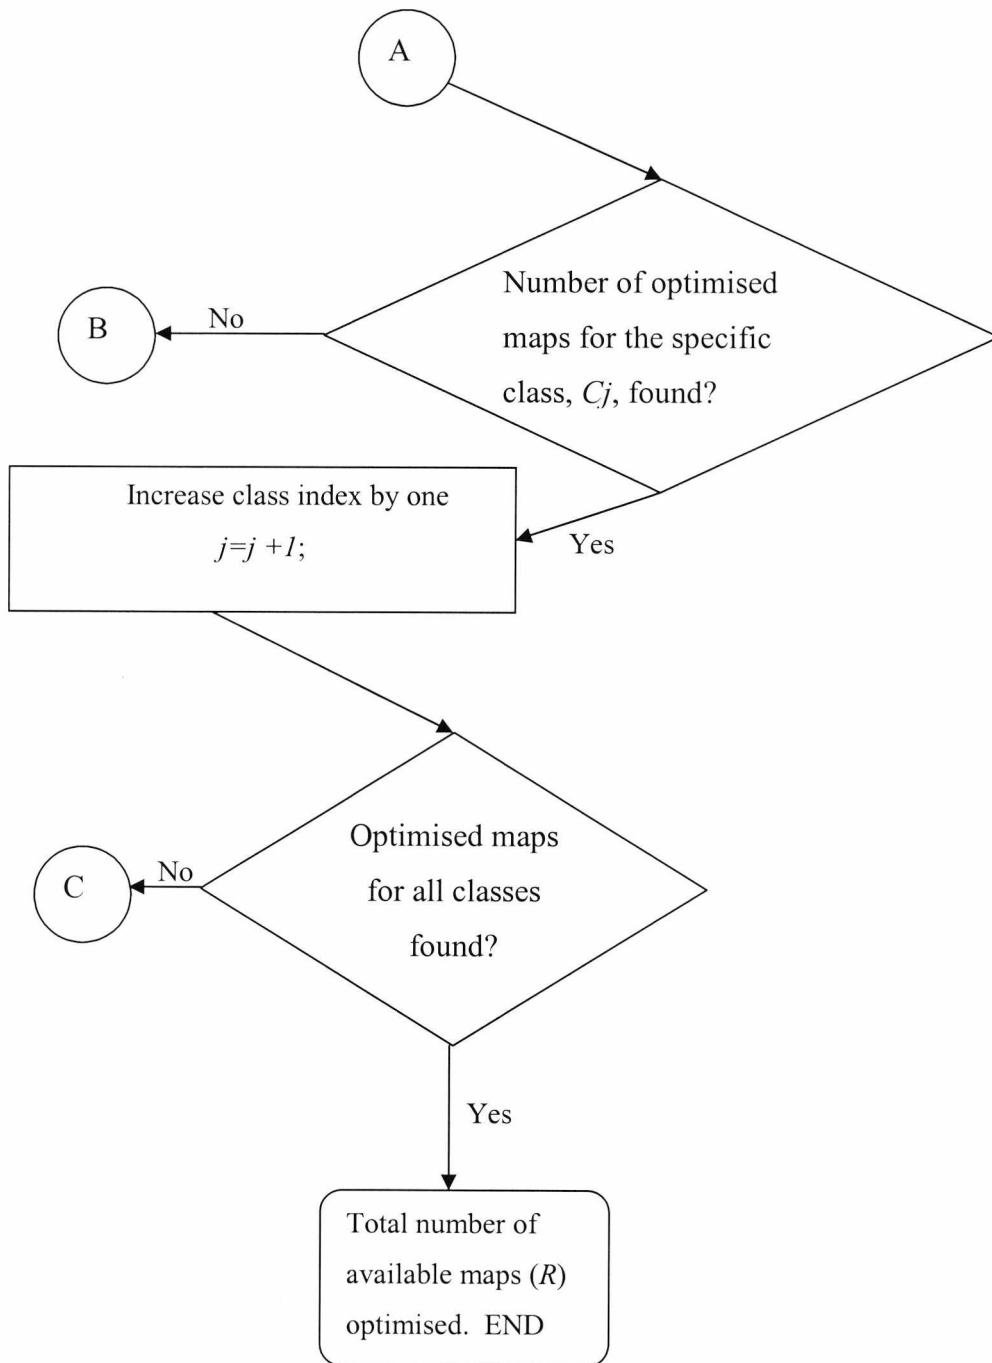 A
Number of optimised
maps for the specific
class, Cj, found?
No
B
Yes
Increase class index by one
j=j +1;
Optimised maps
for all classes
found?
No
C
Yes
Total number of
available maps (R)
optimised. END